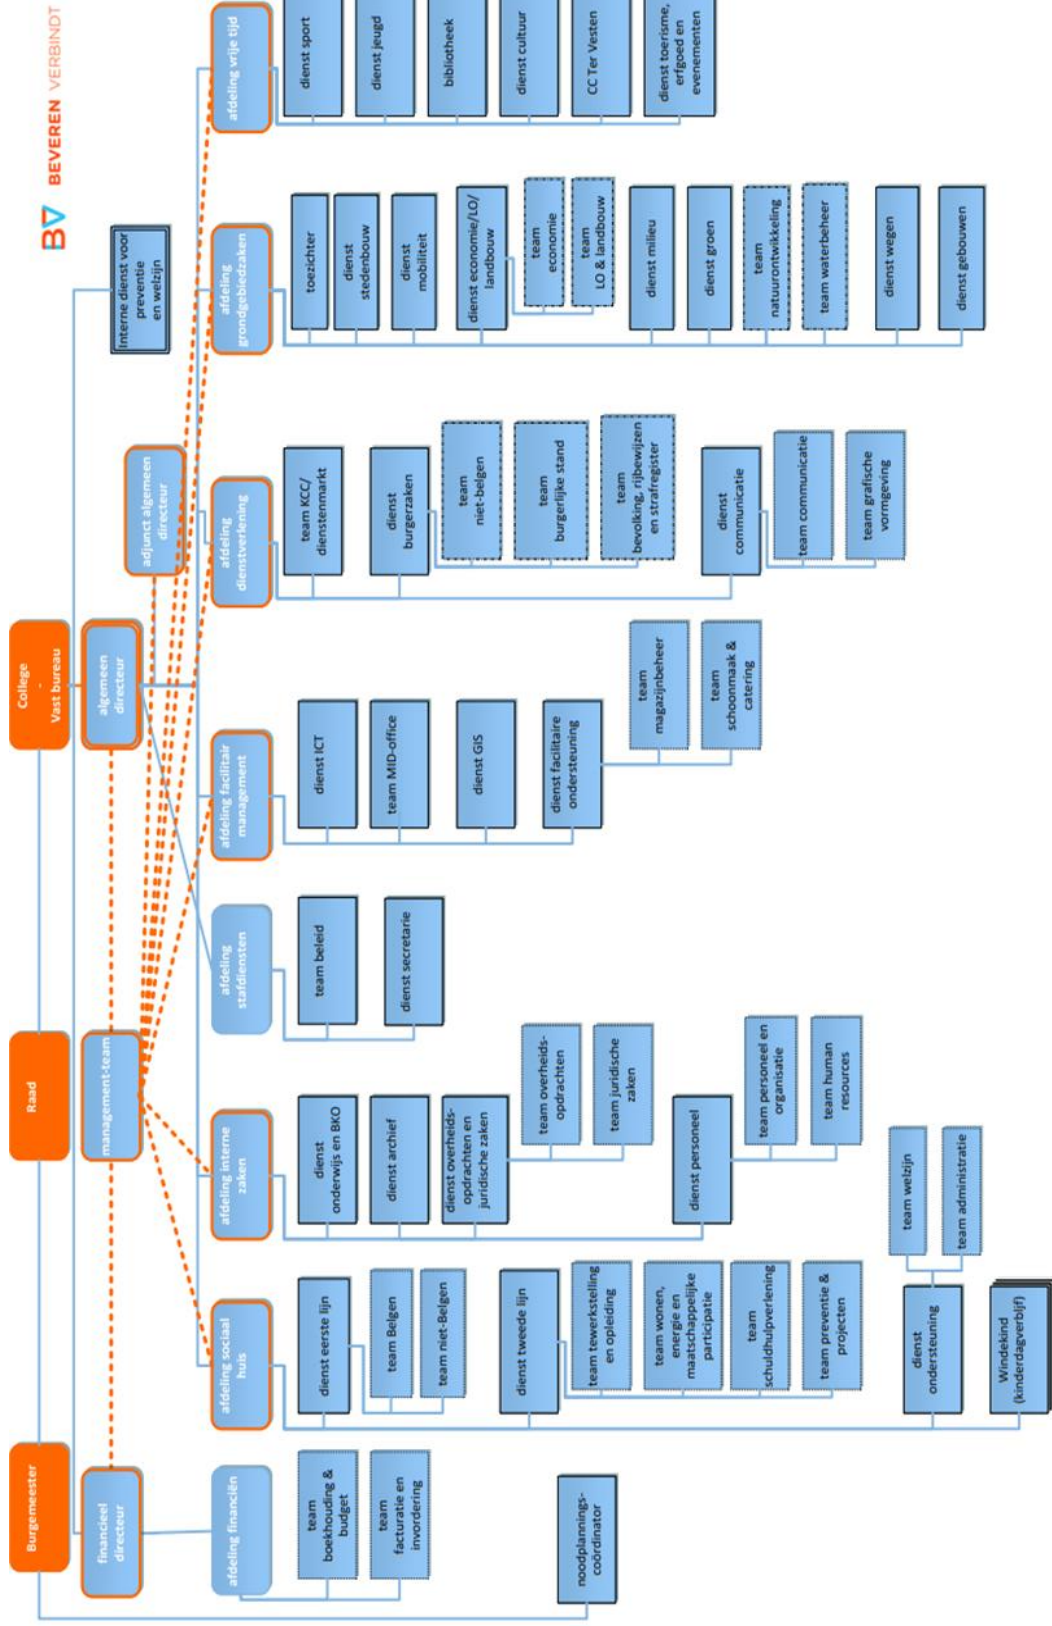 BV BEVEREN VERBINDT
Burgemeester
Raad
College
-
Vast bureau
financieel
directeur
management-team
algemeen
directeur
adjunct algemeen
directeur
Interne dienst voor
preventie
en welzijn
afdeling financiën
team
boekhouding &
budget
team
facturatie en
invordering
noodplannings-
coördinator
afdeling sociaal
huis
dienst eerste lijn
team Belgen
team niet-Belgen
dienst tweede lijn
team tewerkstelling
en opleiding
team wonen,
energie en
maatschappelijke
participatie
team
schuldhulpverlening
team preventie &
projecten
dienst
ondersteuning
team welzijn
team administratie
Windekind
(kinderdagverblijf)
afdeling interne
zaken
dienst
onderwijs en BKO
dienst archief
dienst overheids-
opdrachten en
juridische zaken
team overheids-
opdrachten
team juridische
zaken
dienst personeel
team personeel en
organisatie
team human
resources
afdeling
stafdiensten
team beleid
dienst secretarie
afdeling facilitair
management
dienst ICT
team MID-office
dienst GIS
dienst facilitaire
ondersteuning
team
magazijnbeheer
team
schoonmaak &
catering
afdeling
dienstverlening
team KCC/
dienstenmarkt
dienst
burgerzaken
team
niet-belgen
team
burgerlijke stand
team
bevolking, rijbewijzen
en strafregister
dienst
communicatie
team communicatie
team grafische
vormgeving
afdeling
grondgebiedzaken
toezichter
dienst
stedenbouw
dienst
mobiliteit
dienst economie/LO/
landbouw
team
economie
team
LO & landbouw
dienst milieu
dienst groen
team
natuurontwikkeling
team waterbeheer
dienst wegen
dienst gebouwen
afdeling vrije tijd
dienst sport
dienst jeugd
bibliotheek
dienst cultuur
CC Ter Vesten
dienst toerisme,
erfgoed en
evenementen